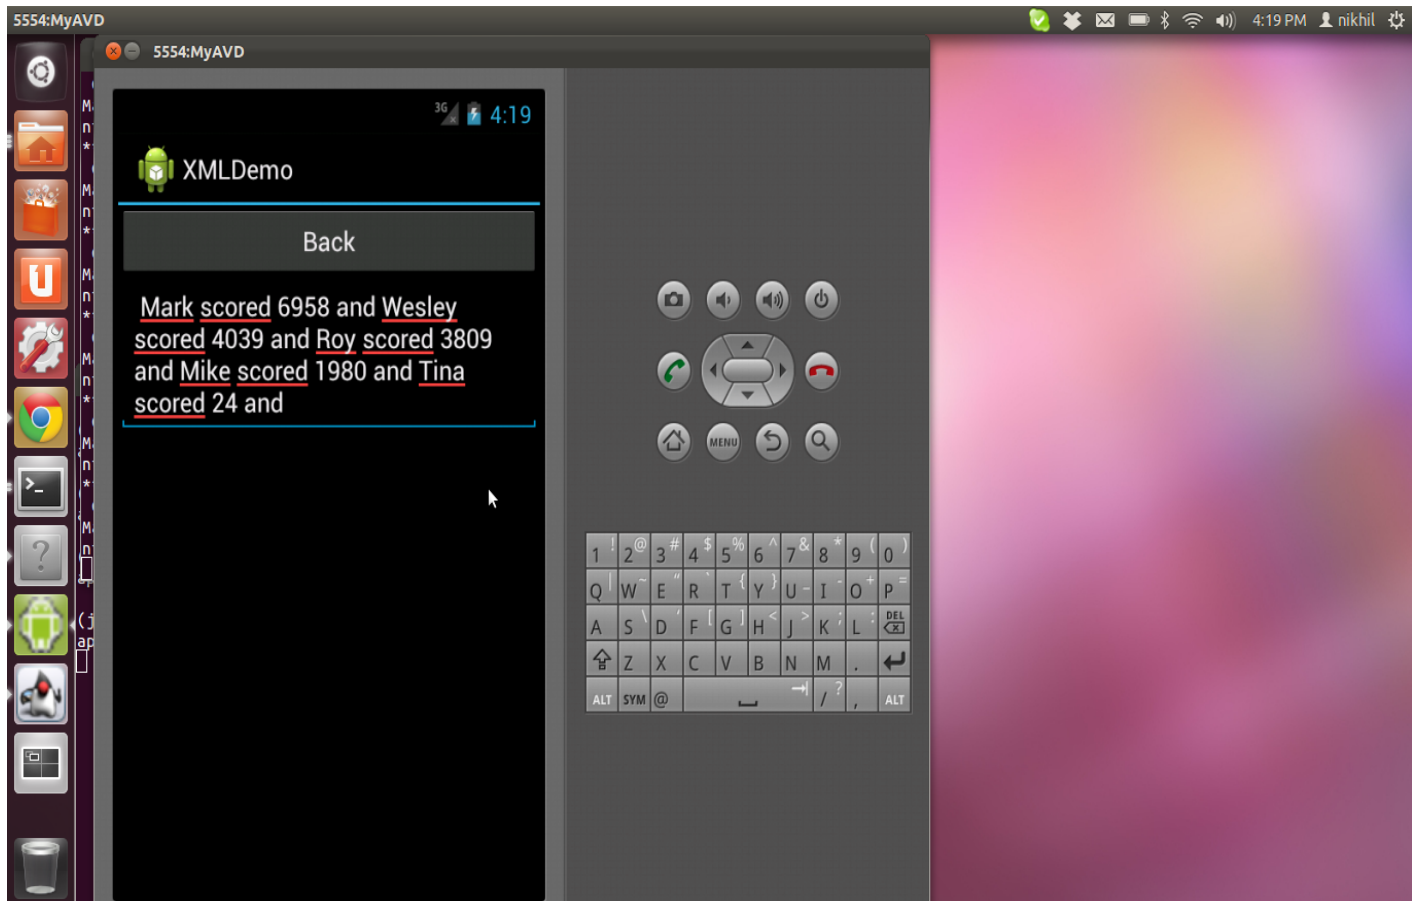 5554:MyAVD
4:19 PM nikhil
5554:MyAVD
3G 4:19
XMLDemo
Back
Mark scored 6958 and Wesley
scored 4039 and Roy scored 3809
and Mike scored 1980 and Tina
scored 24 and
MENU
1 ! 2 @ 3 # 4 $ 5 % 6 ^ 7 & 8 * 9 ( 0 )
Q | W ~ E " R ` T { Y } U _ I - O + P =
A S \ D ' F [ G ] H < J > K ; L : DEL
Z X C V B N M .
ALT SYM @ / ? , ALT